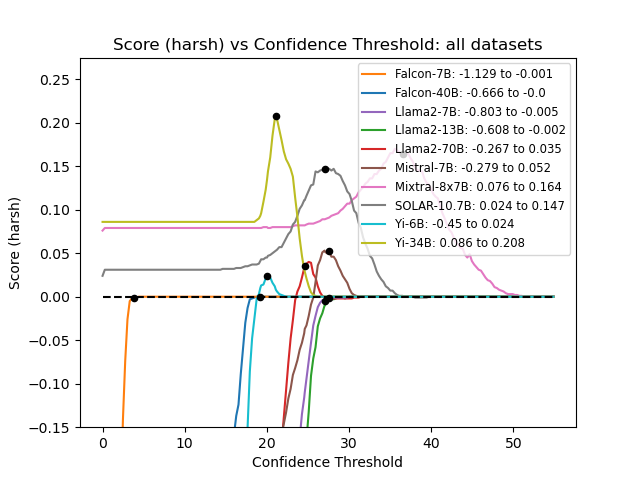 Score (harsh) vs Confidence Threshold: all datasets
Falcon-7B: -1.129 to -0.001
Falcon-40B: -0.666 to -0.0
Llama2-7B: -0.803 to -0.005
Llama2-13B: -0.608 to -0.002
Llama2-70B: -0.267 to 0.035
Mistral-7B: -0.279 to 0.052
Mixtral-8x7B: 0.076 to 0.164
SOLAR-10.7B: 0.024 to 0.147
Yi-6B: -0.45 to 0.024
Yi-34B: 0.086 to 0.208
Score (harsh)
0.25
0.20
0.15
0.10
0.05
0.00
−0.05
−0.10
−0.15
0 10 20 30 40 50
Confidence Threshold